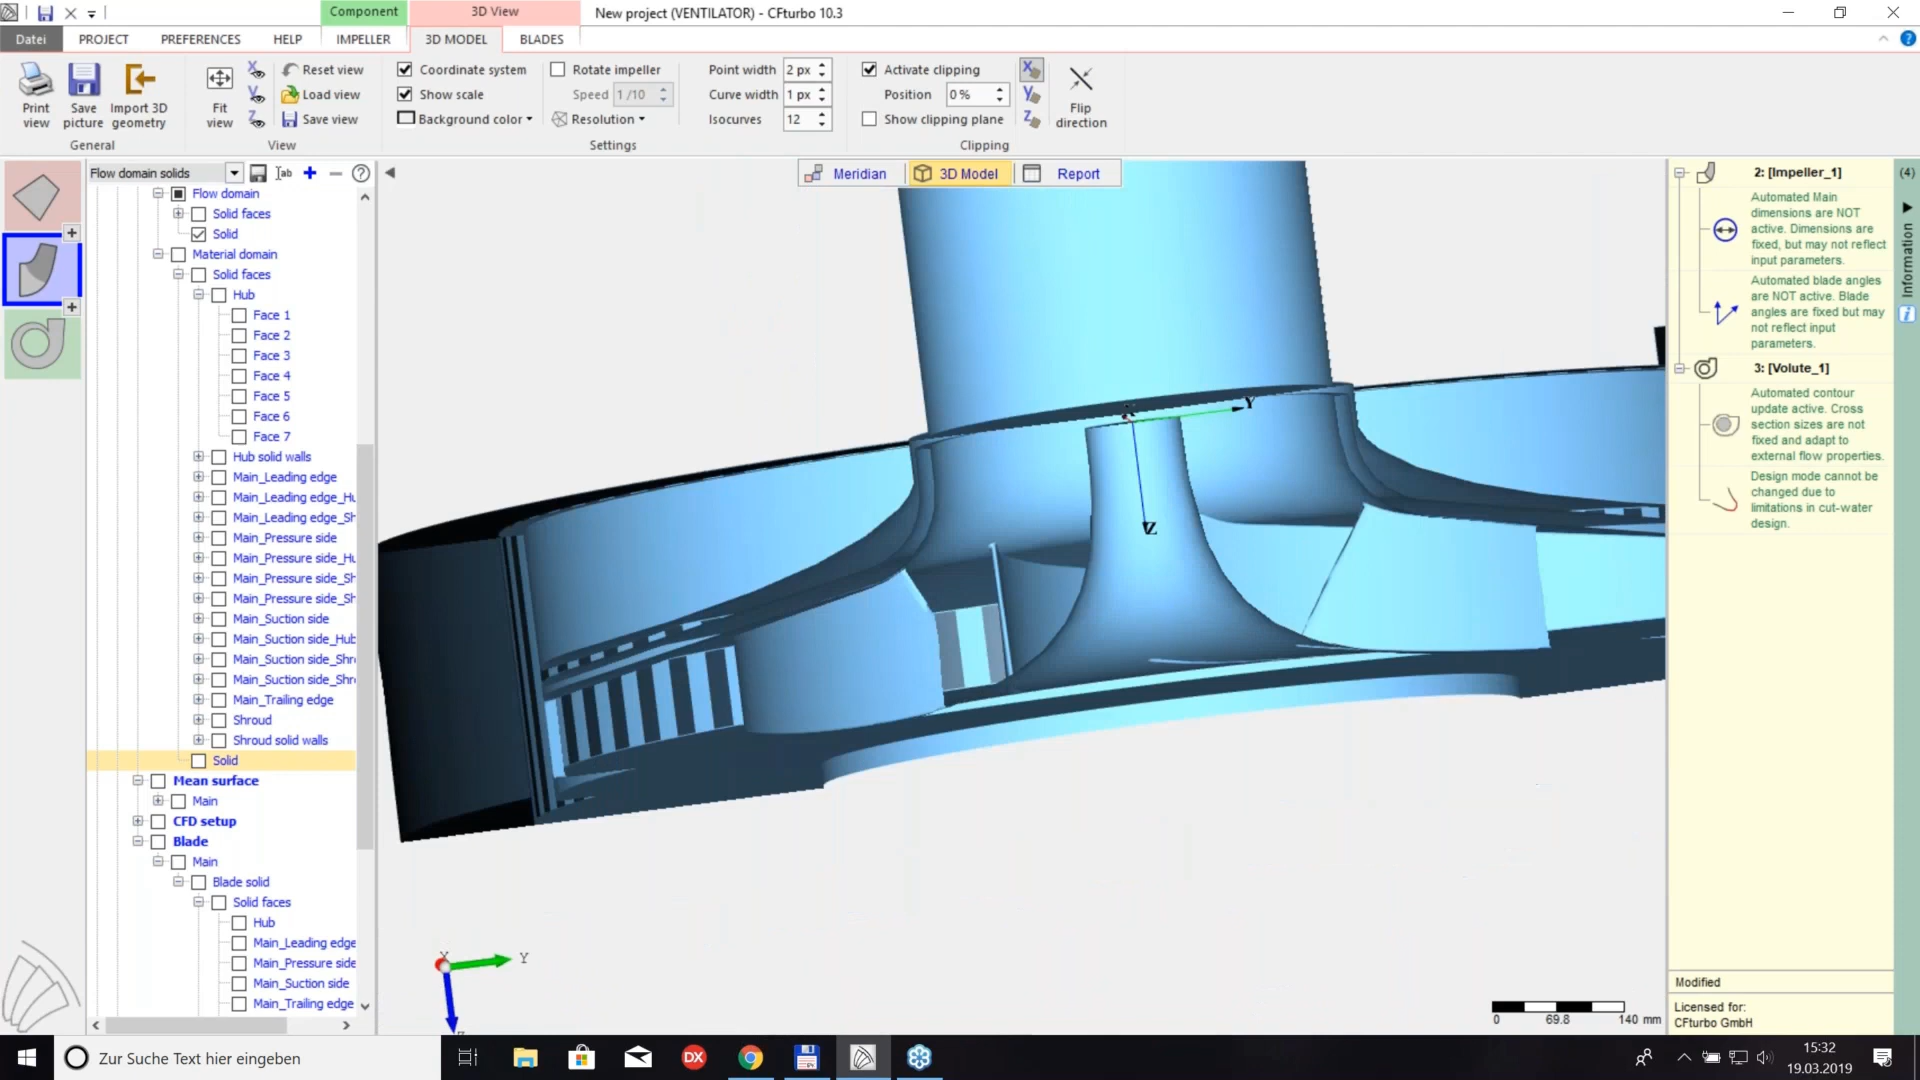 Component
3D View
New project (VENTILATOR) - CFturbo 10.3
Datei
PROJECT
PREFERENCES
HELP
IMPELLER
3D MODEL
BLADES
Print view
Save picture
Import 3D geometry
General
Fit view
X
Y
Z
Reset view
Load view
Save view
View
Coordinate system
Show scale
Background color
Rotate impeller
Speed 1/10
Resolution
Settings
Point width 2 px
Curve width 1 px
Isocurves 12
Activate clipping
Position 0 %
Show clipping plane
X
Y
Z
Flip direction
Clipping
Flow domain solids
Meridian
3D Model
Report
Flow domain
Solid faces
Solid
Material domain
Solid faces
Hub
Face 1
Face 2
Face 3
Face 4
Face 5
Face 6
Face 7
Hub solid walls
Main_Leading edge
Main_Leading edge_Hu
Main_Leading edge_Sh
Main_Pressure side
Main_Pressure side_Hu
Main_Pressure side_Sh
Main_Pressure side_Sh
Main_Suction side
Main_Suction side_Hub
Main_Suction side_Shr
Main_Suction side_Shr
Main_Trailing edge
Shroud
Shroud solid walls
Solid
Mean surface
Main
CFD setup
Blade
Main
Blade solid
Solid faces
Hub
Main_Leading edge
Main_Pressure side
Main_Suction side
Main_Trailing edge
Y
Z
X
Y
0
69.8
140 mm
2: [Impeller_1]
Automated Main
dimensions are NOT
active. Dimensions are
fixed, but may not reflect
input parameters.
Automated blade angles
are NOT active. Blade
angles are fixed but may
not reflect input
parameters.
3: [Volute_1]
Automated contour
update active. Cross
section sizes are not
fixed and adapt to
external flow properties.
Design mode cannot be
changed due to
limitations in cut-water
design.
(4)
Information
Modified
Licensed for:
CFturbo GmbH
Zur Suche Text hier eingeben
DX
15:32
19.03.2019